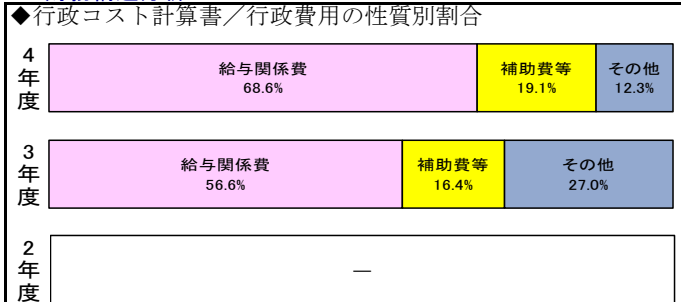 ◆行政コスト計算書／行政費用の性質別割合
4年度
給与関係費 補助費等 その他
68.6% 19.1% 12.3%
3年度
給与関係費 補助費等 その他
56.6% 16.4% 27.0%
2年度
―